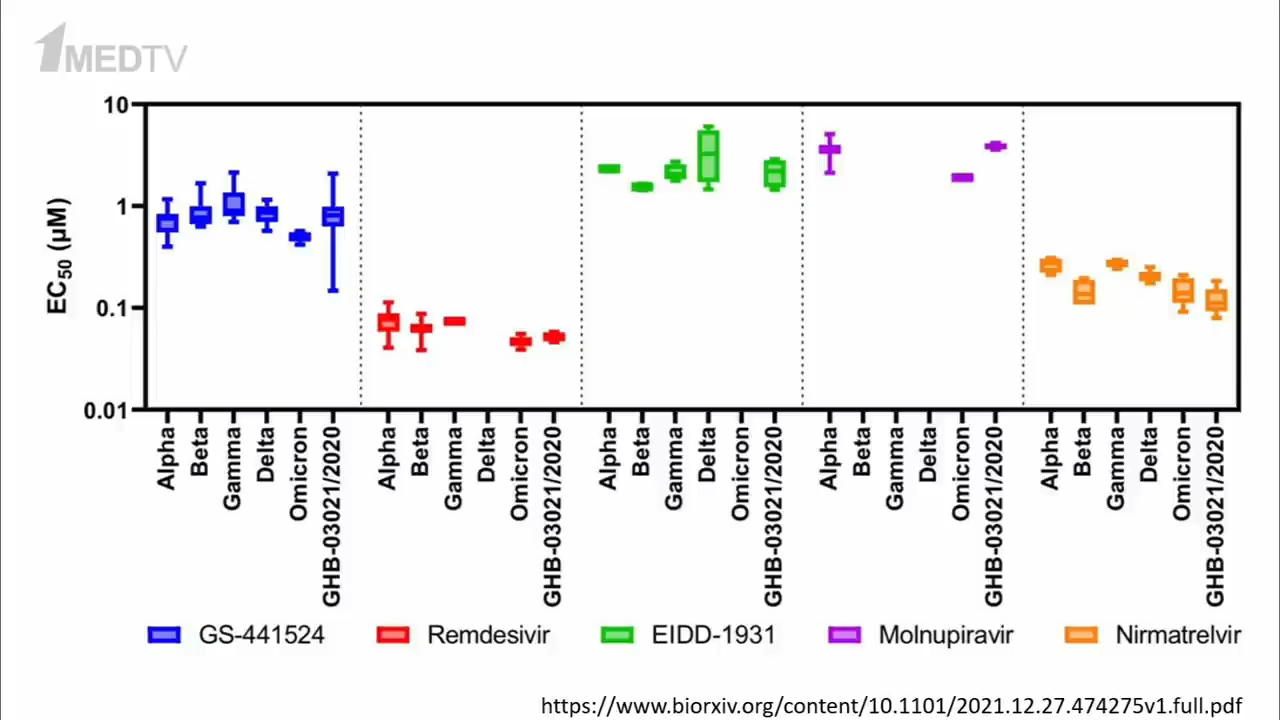 1MEDTV
10
1
0.1
0.01
EC50 (µM)
Alpha
Beta
Gamma
Delta
Omicron
GHB-03021/2020
Alpha
Beta
Gamma
Delta
Omicron
GHB-03021/2020
Alpha
Beta
Gamma
Delta
Omicron
GHB-03021/2020
Alpha
Beta
Gamma
Delta
Omicron
GHB-03021/2020
Alpha
Beta
Gamma
Delta
Omicron
GHB-03021/2020
GS-441524 Remdesivir EIDD-1931 Molnupiravir Nirmatrelvir
https://www.biorxiv.org/content/10.1101/2021.12.27.474275v1.full.pdf